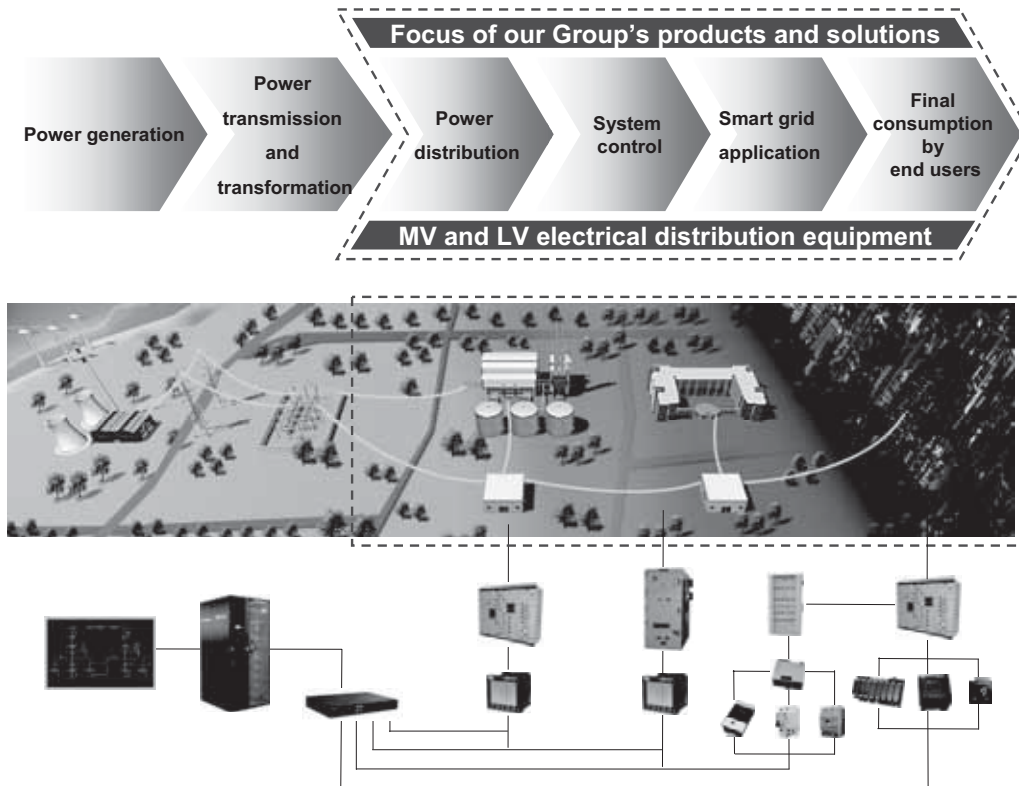 Focus of our Group's products and solutions
Power generation
Power
transmission
and
transformation
Power
distribution
System
control
Smart grid
application
Final
consumption
by
end users
MV and LV electrical distribution equipment